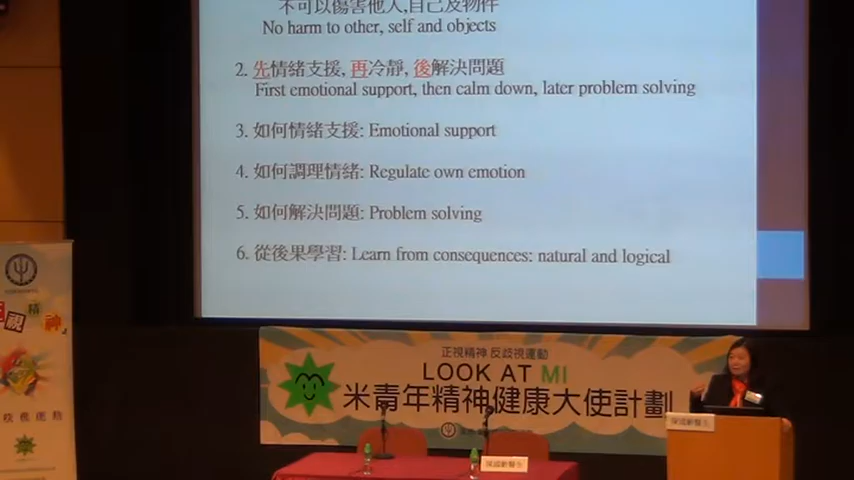 不可以傷害他人,自己及物件
No harm to other, self and objects
2. 先情緒支援, 再冷靜, 後解決問題
First emotional support, then calm down, later problem solving
3. 如何情緒支援: Emotional support
4. 如何調理情緒: Regulate own emotion
5. 如何解決問題: Problem solving
6. 從後果學習: Learn from consequences: natural and logical
正視精神 反歧視運動
LOOK AT MI
米青年精神健康大使計劃
視
精
神